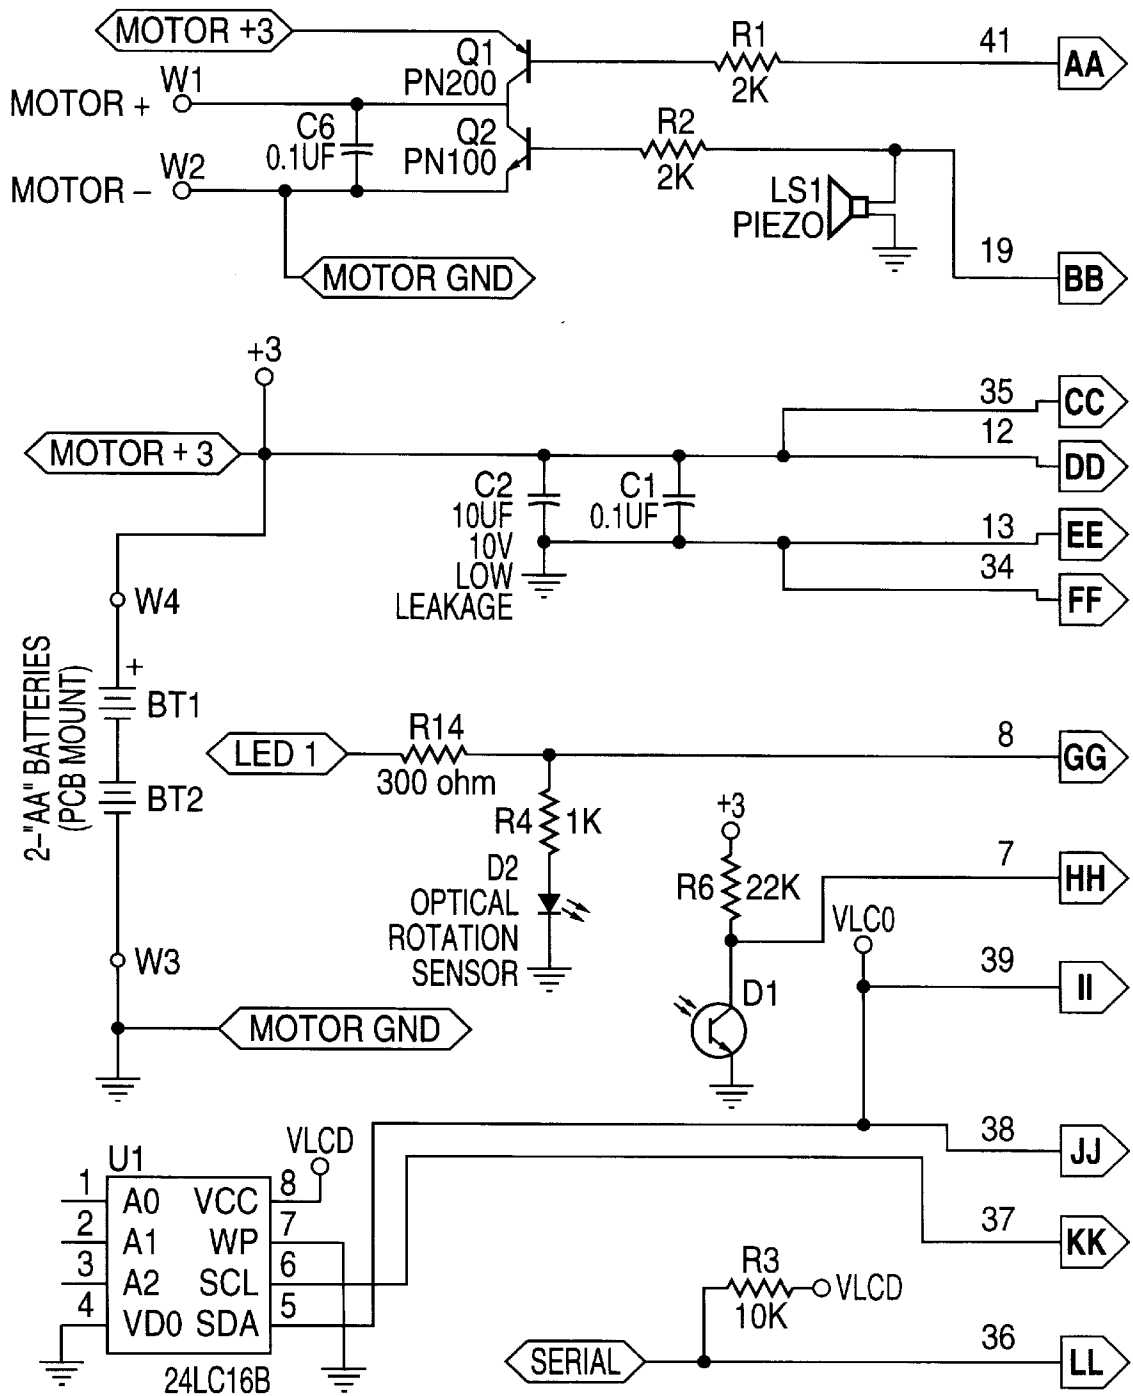 MOTOR +3
Q1
PN200
R1
2K
41
AA
W1
MOTOR +
C6
0.1UF
Q2
PN100
R2
2K
W2
MOTOR –
LS1
PIEZO
19
BB
MOTOR GND
+3
35
CC
MOTOR + 3
12
DD
C2
10UF
10V
LOW
LEAKAGE
C1
0.1UF
13
EE
34
FF
W4
2–"AA" BATTERIES
(PCB MOUNT)
+
BT1
BT2
LED 1
R14
300 ohm
8
GG
R4
1K
D2
OPTICAL
ROTATION
SENSOR
+3
R6
22K
7
HH
VLC0
39
II
W3
D1
MOTOR GND
38
JJ
U1
VLCD
1
A0
VCC
8
2
A1
WP
7
3
A2
SCL
6
4
VD0
SDA
5
24LC16B
37
KK
R3
10K
VLCD
SERIAL
36
LL